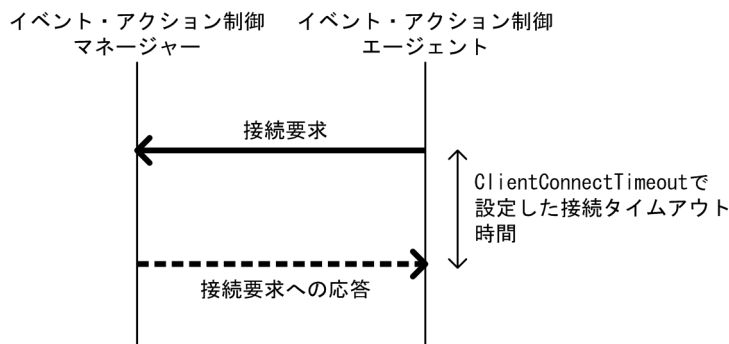 イベント・アクション制御
マネージャー
イベント・アクション制御
エージェント
接続要求
ClientConnectTimeoutで
設定した接続タイムアウト
時間
接続要求への応答